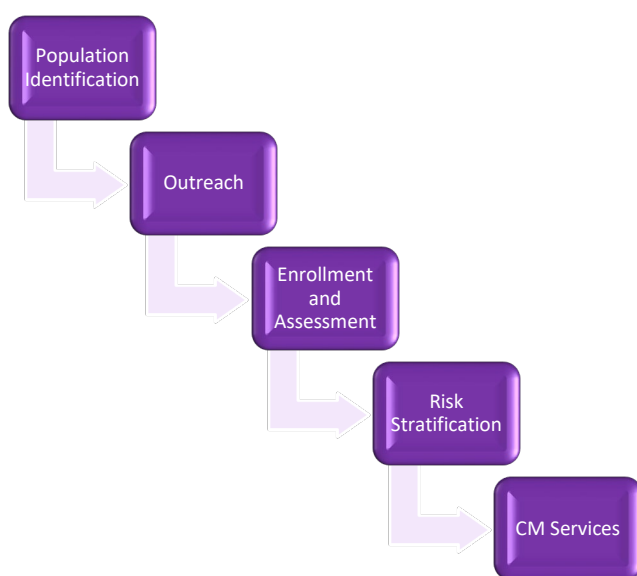 Population
Identification
Outreach
Enrollment
and
Assessment
Risk
Stratification
CM Services